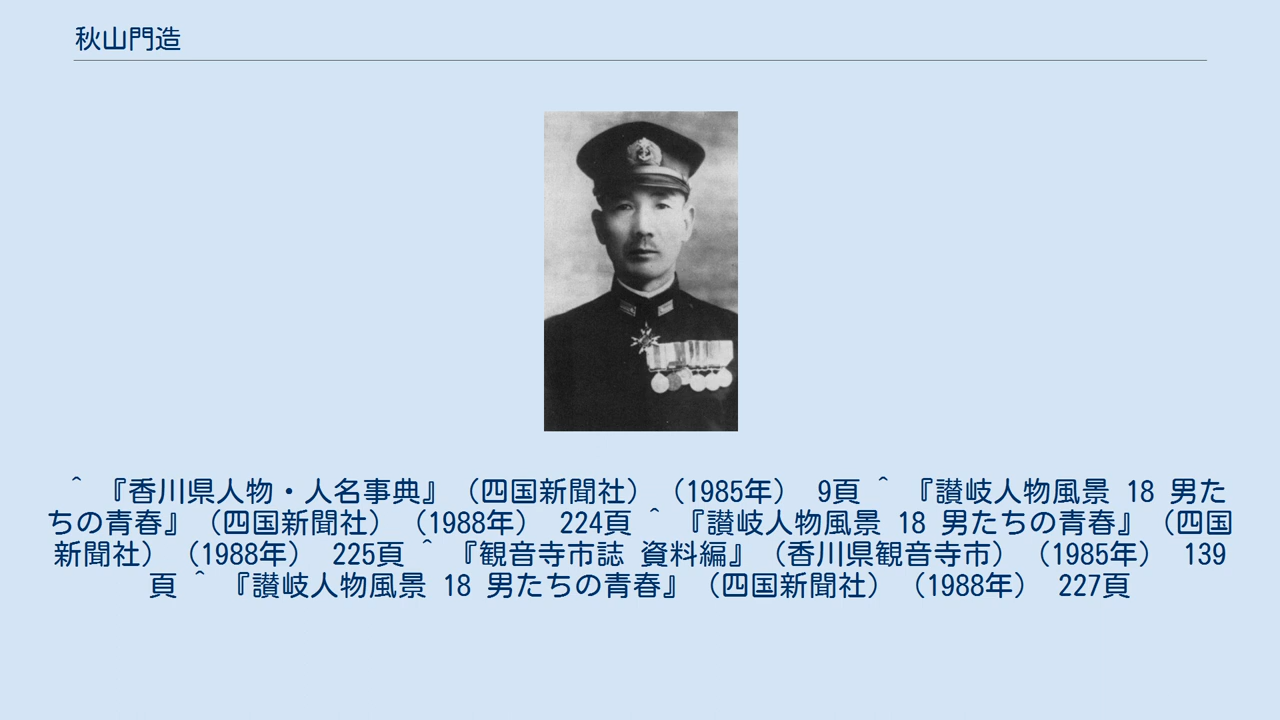 秋山門造
^ 『香川県人物・人名事典』（四国新聞社）（1985年） 9頁 ^ 『讃岐人物風景 18 男た
ちの青春』（四国新聞社）（1988年） 224頁 ^ 『讃岐人物風景 18 男たちの青春』（四国
新聞社）（1988年） 225頁 ^ 『観音寺市誌 資料編』（香川県観音寺市）（1985年） 139
頁 ^ 『讃岐人物風景 18 男たちの青春』（四国新聞社）（1988年） 227頁